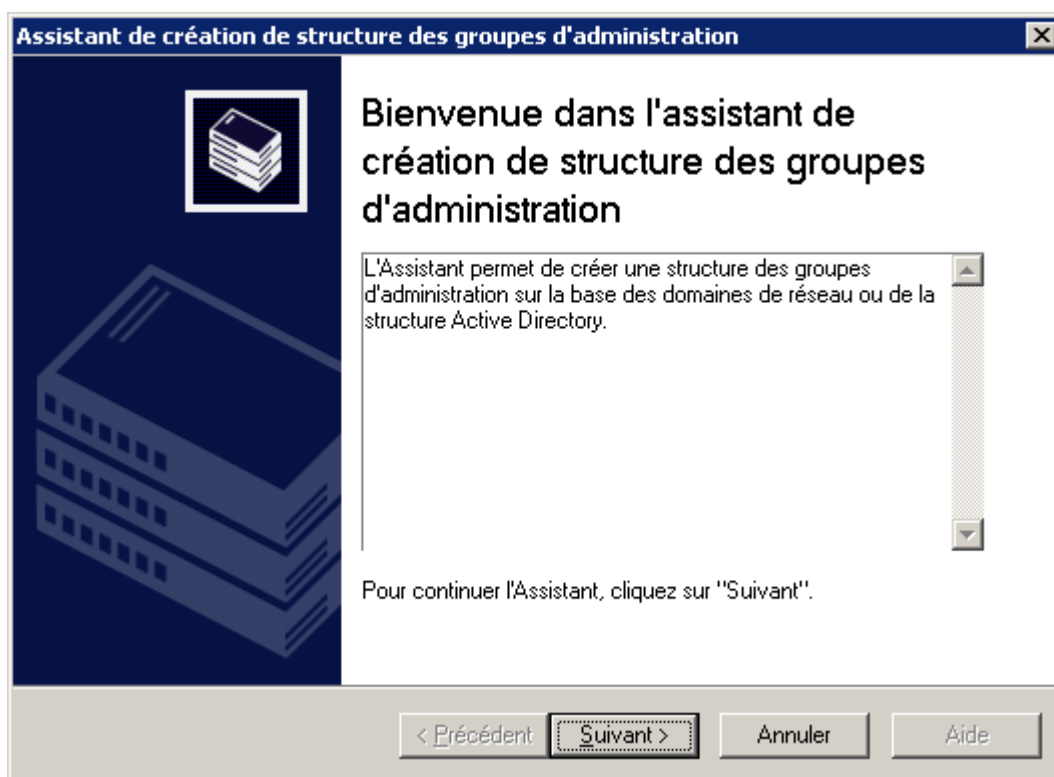 Assistant de création de structure des groupes d'administration
Bienvenue dans l'assistant de
création de structure des groupes
d'administration
L'Assistant permet de créer une structure des groupes
d'administration sur la base des domaines de réseau ou de la
structure Active Directory.
Pour continuer l'Assistant, cliquez sur "Suivant".
< Précédent Suivant > Annuler Aide